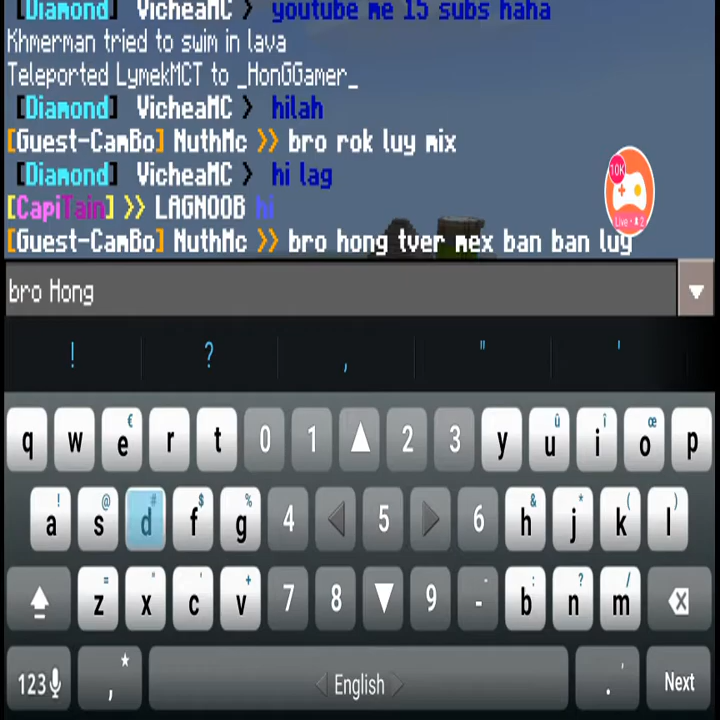 [Diamond] VicheaMC > youtube me 15 subs haha
Khmerman tried to swim in lava
Teleported LymekMCT to _HonGGamer_
[Diamond] VicheaMC > hilah
[Guest-CamBo] NuthMc >> bro rok luy mix
[Diamond] VicheaMC > hi lag
[CapiTain] >> LAGNOOB hi
[Guest-CamBo] NuthMc >> bro hong tver mex ban ban luy
10K
Live · 2
bro Hong
! ? , " '
q w e r t 0 1 2 3 y u i o p
€ û î œ
a s d f g 4 5 6 h j k l
! @ # $ % & * ( )
z x c v 7 8 9 - b n m
= " ' + - : ? /
123 , * English . ' Next